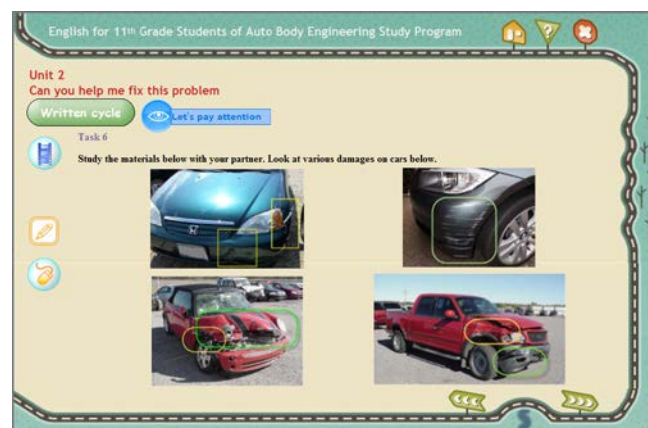 English for 11th Grade Students of Auto Body Engineering Study Program
Unit 2
Can you help me fix this problem
Written cycle
Let's pay attention
Task 6
Study the materials below with your partner. Look at various damages on cars below.